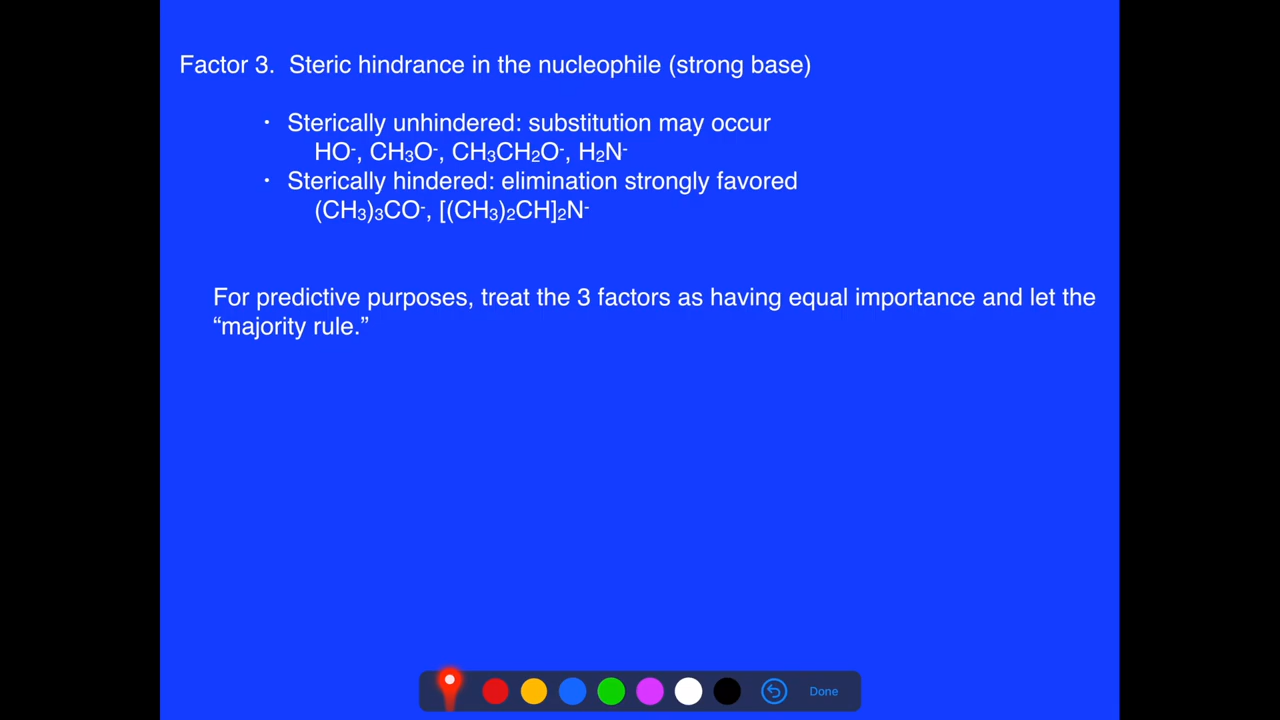 Factor 3.  Steric hindrance in the nucleophile (strong base)
· Sterically unhindered: substitution may occur
HO⁻, CH₃O⁻, CH₃CH₂O⁻, H₂N⁻
· Sterically hindered: elimination strongly favored
(CH₃)₃CO⁻, [(CH₃)₂CH]₂N⁻
For predictive purposes, treat the 3 factors as having equal importance and let the
“majority rule.”
Done